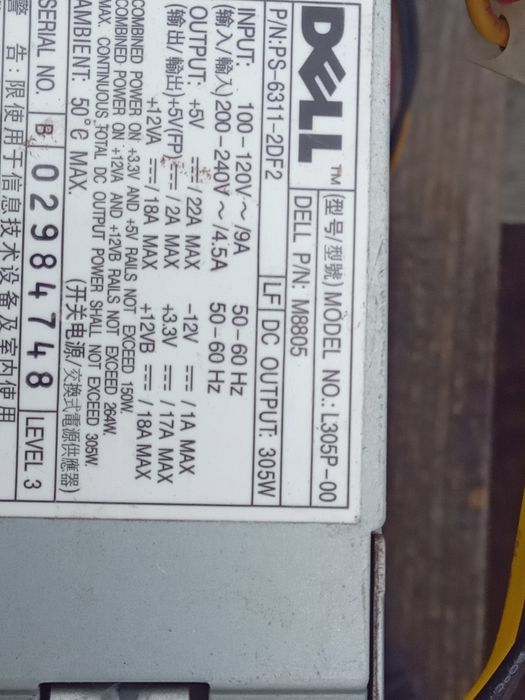 DELL™ (型号/型號) MODEL NO.: L305P-00
DELL P/N: M8805
P/N:PS-6311-2DF2 LF DC OUTPUT: 305W
INPUT: 100-120V~/9A 50-60 Hz
(输入/輸入) 200-240V~/4.5A 50-60 Hz
OUTPUT: +5V ⎓/22A MAX -12V ⎓/1A MAX
(输出/輸出) +5V(FP) ⎓/2A MAX +3.3V ⎓/17A MAX
+12VA ⎓/18A MAX +12VB ⎓/18A MAX
COMBINED POWER ON +3.3V AND +5V RAILS NOT EXCEED 150W.
COMBINED POWER ON +12VA AND +12VB RAILS NOT EXCEED 264W.
MAX. CONTINUOUS TOTAL DC OUTPUT POWER SHALL NOT EXCEED 305W.
AMBIENT: 50°C MAX. (开关电源/交換式電源供應器)
SERIAL NO. B 02984748 LEVEL 3
警告:限使用于信息技术设备及室内使用